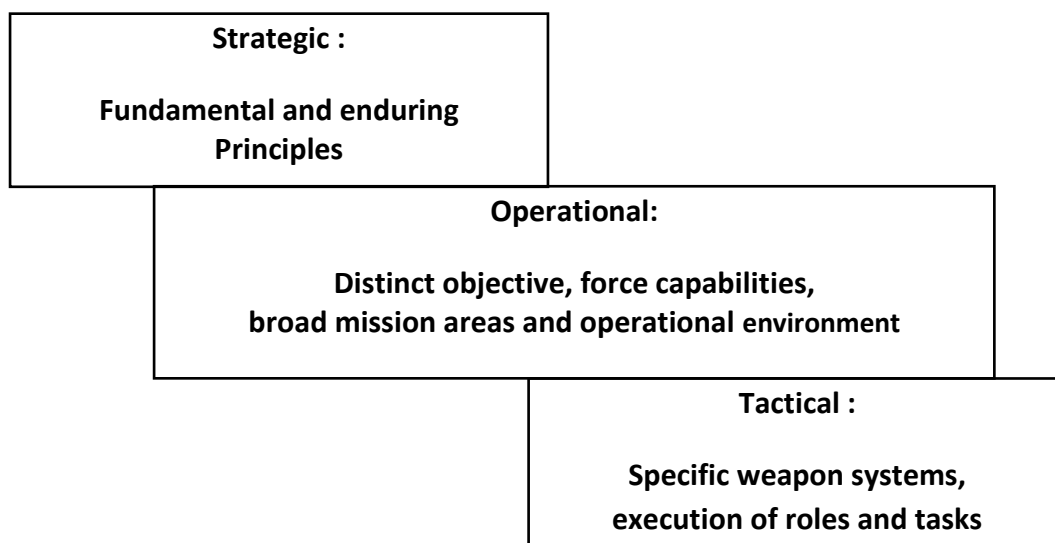 Strategic :
Fundamental and enduring
Principles
Operational:
Distinct objective, force capabilities,
broad mission areas and operational environment
Tactical :
Specific weapon systems,
execution of roles and tasks